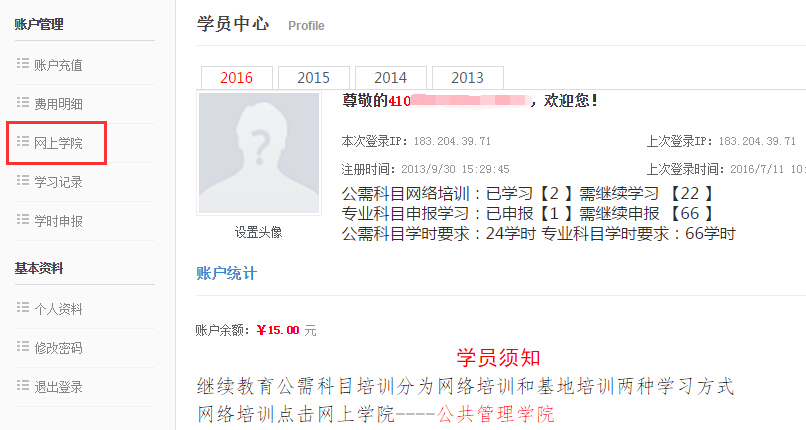 账户管理
账户充值
费用明细
网上学院
学习记录
学时申报
基本资料
个人资料
修改密码
退出登录
学员中心 Profile
2016 2015 2014 2013
尊敬的410 ，欢迎您！
本次登录IP：183.204.39.71 上次登录IP：183.204.39.71
注册时间：2013/9/30 15:29:45 上次登录时间：2016/7/11 10:
公需科目网络培训：已学习【2 】需继续学习 【22 】
专业科目申报学习：已申报【1 】需继续申报 【66 】
公需科目学时要求：24学时 专业科目学时要求：66学时
设置头像
账户统计
账户余额：￥15.00 元
学员须知
继续教育公需科目培训分为网络培训和基地培训两种学习方式
网络培训点击网上学院----公共管理学院